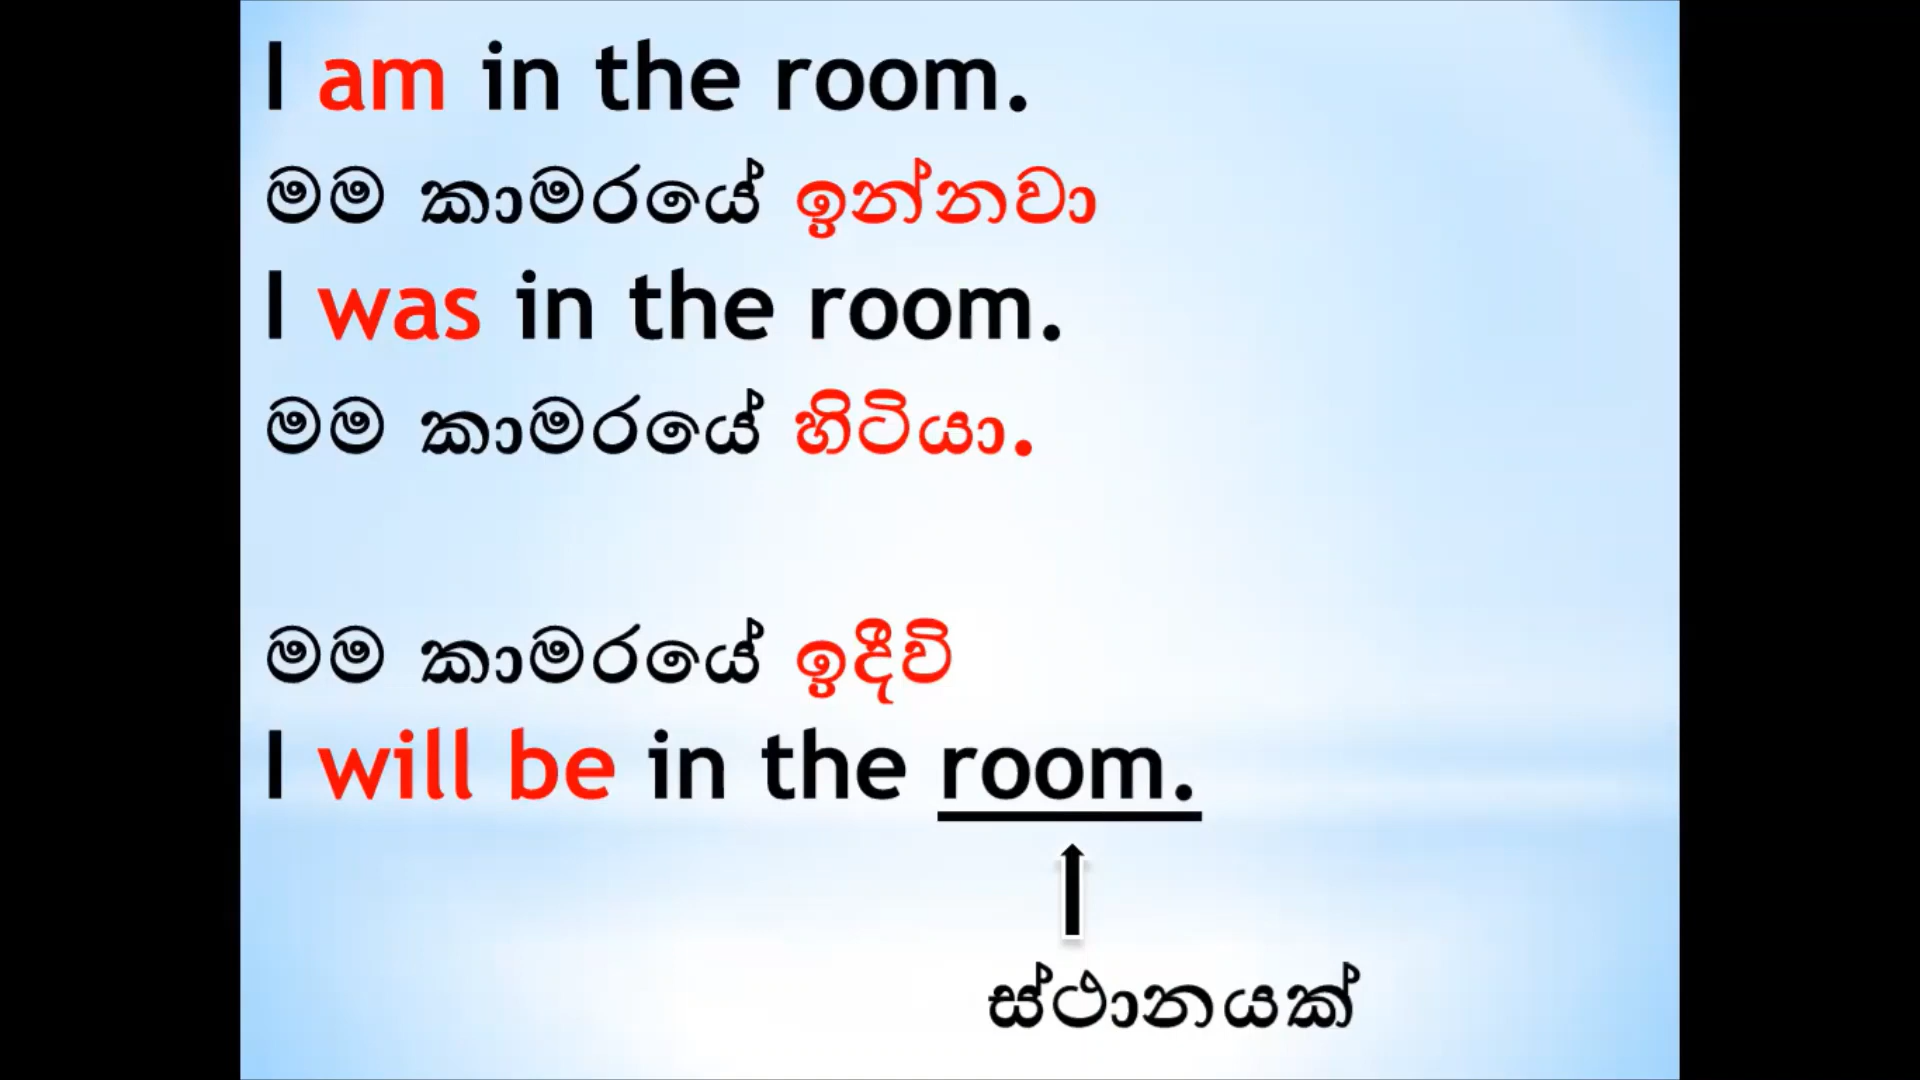 I am in the room.
මම කාමරයේ ඉන්නවා
I was in the room.
මම කාමරයේ හිටියා.
මම කාමරයේ ඉදීවි
I will be in the room.
ස්ථානයක්